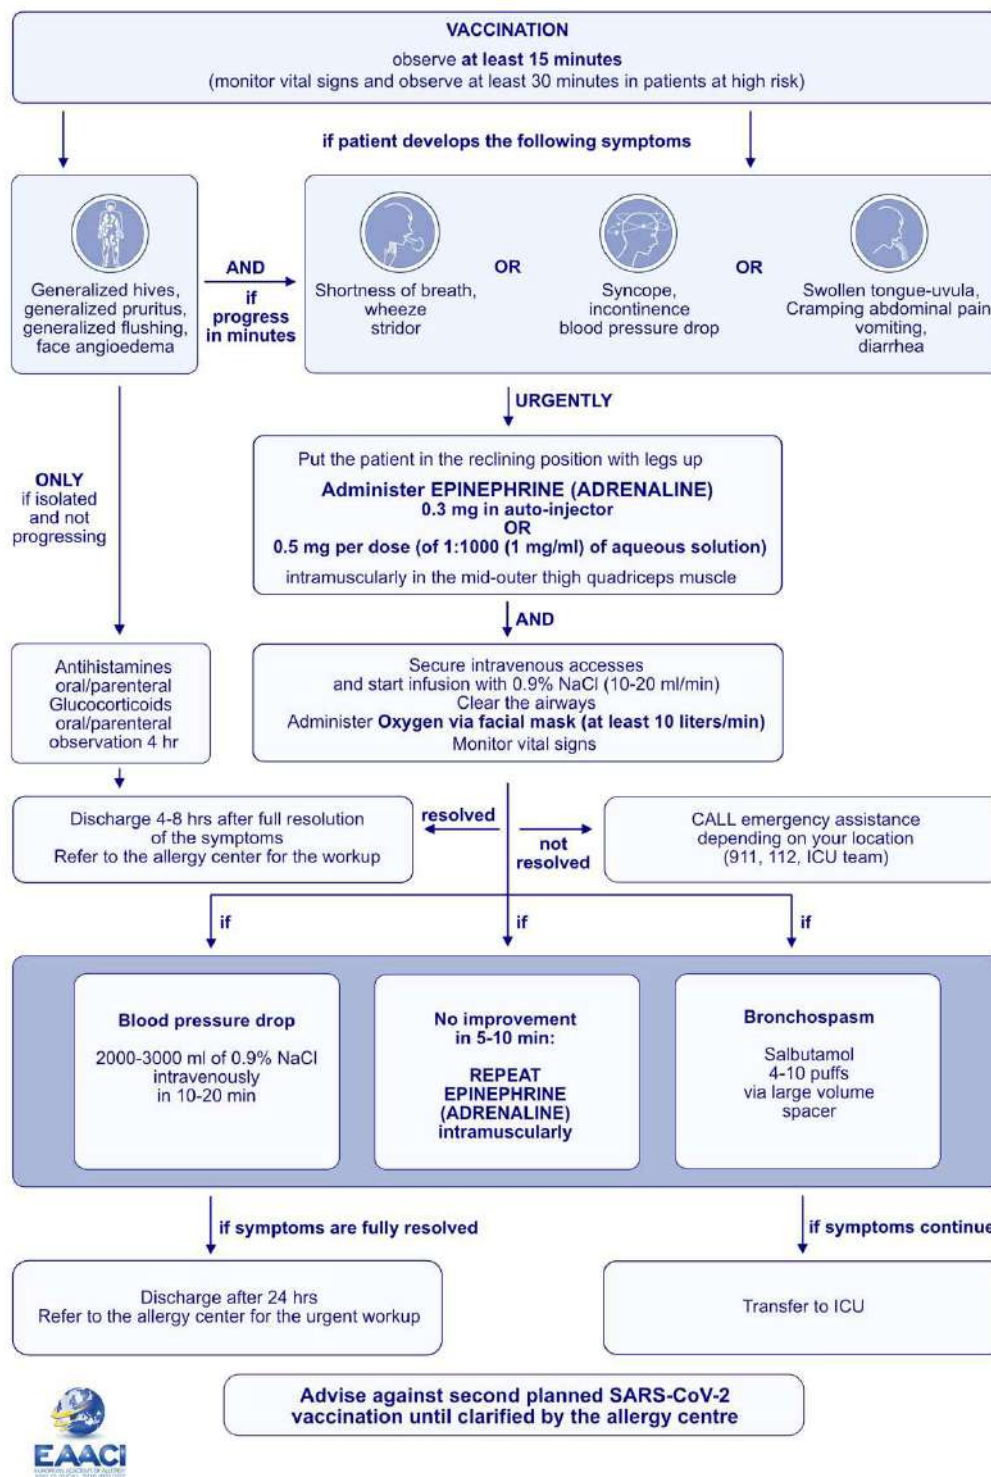 VACCINATION
observe at least 15 minutes
(monitor vital signs and observe at least 30 minutes in patients at high risk)
if patient develops the following symptoms
Generalized hives,
generalized pruritus,
generalized flushing,
face angioedema
AND
if
progress
in minutes
Shortness of breath,
wheeze
stridor
OR
Syncope,
incontinence
blood pressure drop
OR
Swollen tongue-uvula,
Cramping abdominal pain
vomiting,
diarrhea
URGENTLY
ONLY
if isolated
and not
progressing
Put the patient in the reclining position with legs up
Administer EPINEPHRINE (ADRENALINE)
0.3 mg in auto-injector
OR
0.5 mg per dose (of 1:1000 (1 mg/ml) of aqueous solution)
intramuscularly in the mid-outer thigh quadriceps muscle
AND
Antihistamines
oral/parenteral
Glucocorticoids
oral/parenteral
observation 4 hr
Secure intravenous accesses
and start infusion with 0.9% NaCl (10-20 ml/min)
Clear the airways
Administer Oxygen via facial mask (at least 10 liters/min)
Monitor vital signs
Discharge 4-8 hrs after full resolution
of the symptoms
Refer to the allergy center for the workup
resolved
not
resolved
CALL emergency assistance
depending on your location
(911, 112, ICU team)
if
if
if
Blood pressure drop
2000-3000 ml of 0.9% NaCl
intravenously
in 10-20 min
No improvement
in 5-10 min:
REPEAT
EPINEPHRINE
(ADRENALINE)
intramuscularly
Bronchospasm
Salbutamol
4-10 puffs
via large volume
spacer
if symptoms are fully resolved
if symptoms continue
Discharge after 24 hrs
Refer to the allergy center for the urgent workup
Transfer to ICU
Advise against second planned SARS-CoV-2
vaccination until clarified by the allergy centre
EAACI